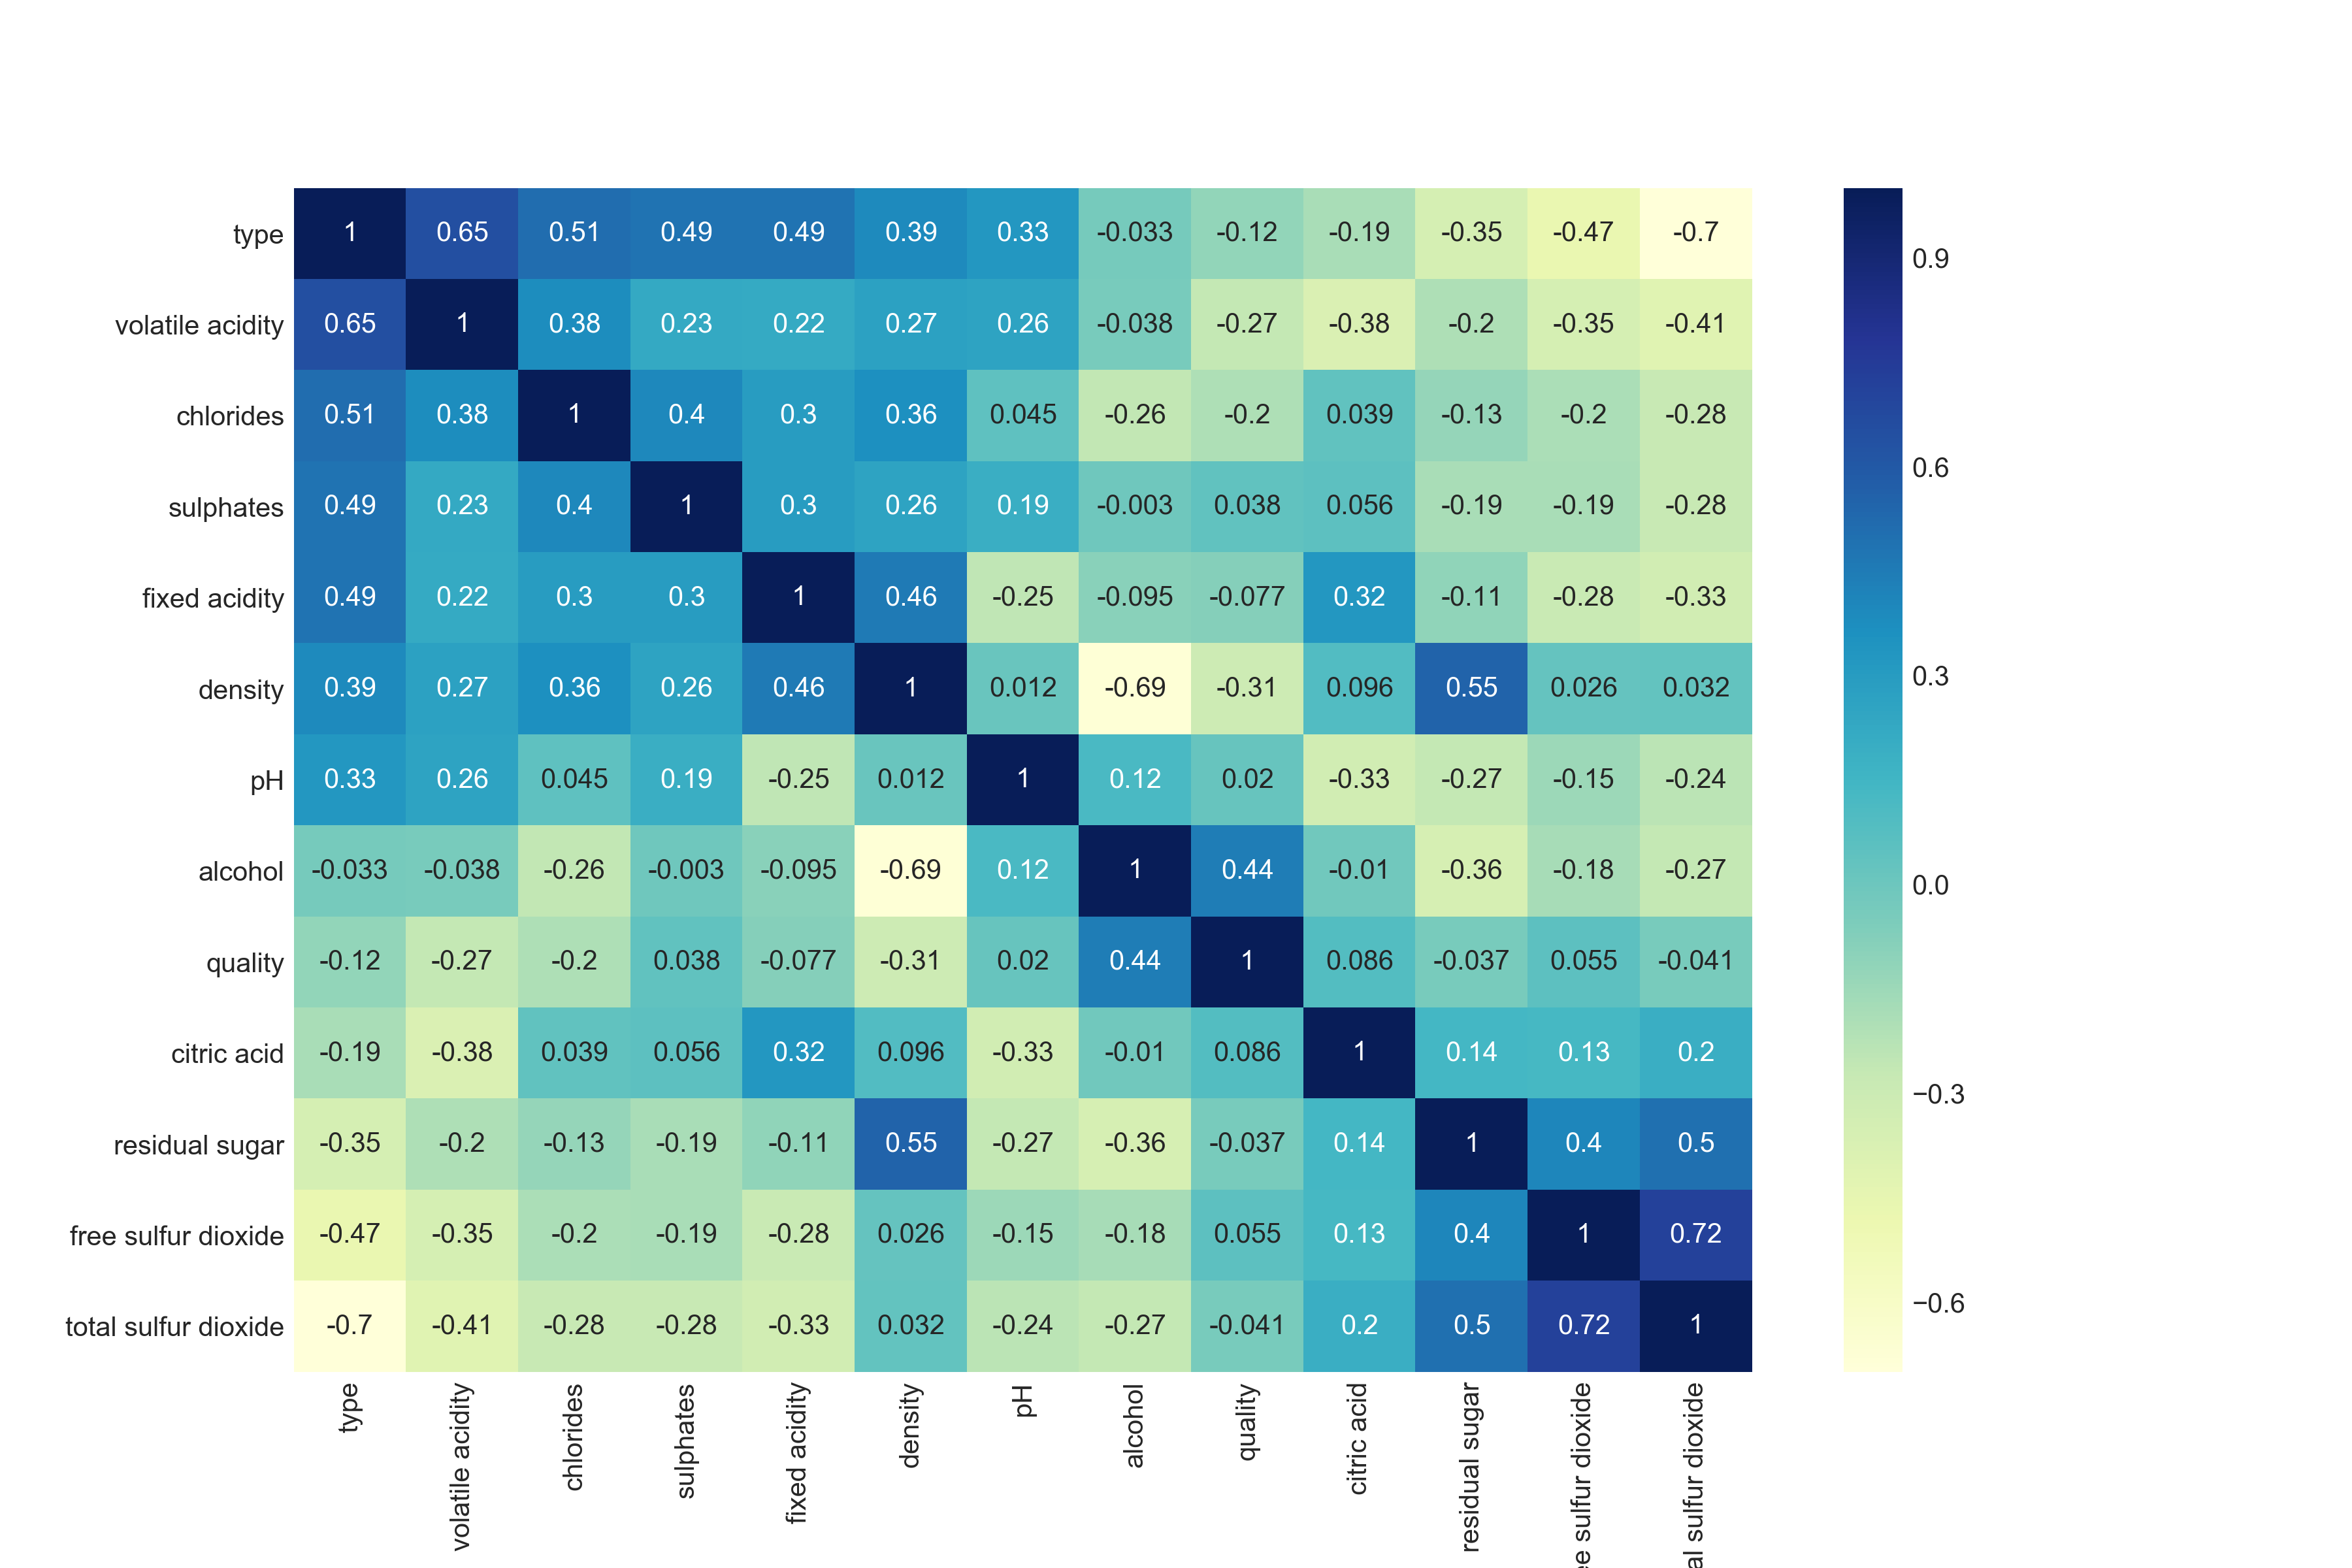 type 1 0.65 0.51 0.49 0.49 0.39 0.33 -0.033 -0.12 -0.19 -0.35 -0.47 -0.7
volatile acidity 0.65 1 0.38 0.23 0.22 0.27 0.26 -0.038 -0.27 -0.38 -0.2 -0.35 -0.41
chlorides 0.51 0.38 1 0.4 0.3 0.36 0.045 -0.26 -0.2 0.039 -0.13 -0.2 -0.28
sulphates 0.49 0.23 0.4 1 0.3 0.26 0.19 -0.003 0.038 0.056 -0.19 -0.19 -0.28
fixed acidity 0.49 0.22 0.3 0.3 1 0.46 -0.25 -0.095 -0.077 0.32 -0.11 -0.28 -0.33
density 0.39 0.27 0.36 0.26 0.46 1 0.012 -0.69 -0.31 0.096 0.55 0.026 0.032
pH 0.33 0.26 0.045 0.19 -0.25 0.012 1 0.12 0.02 -0.33 -0.27 -0.15 -0.24
alcohol -0.033 -0.038 -0.26 -0.003 -0.095 -0.69 0.12 1 0.44 -0.01 -0.36 -0.18 -0.27
quality -0.12 -0.27 -0.2 0.038 -0.077 -0.31 0.02 0.44 1 0.086 -0.037 0.055 -0.041
citric acid -0.19 -0.38 0.039 0.056 0.32 0.096 -0.33 -0.01 0.086 1 0.14 0.13 0.2
residual sugar -0.35 -0.2 -0.13 -0.19 -0.11 0.55 -0.27 -0.36 -0.037 0.14 1 0.4 0.5
free sulfur dioxide -0.47 -0.35 -0.2 -0.19 -0.28 0.026 -0.15 -0.18 0.055 0.13 0.4 1 0.72
total sulfur dioxide -0.7 -0.41 -0.28 -0.28 -0.33 0.032 -0.24 -0.27 -0.041 0.2 0.5 0.72 1
type
volatile acidity
chlorides
sulphates
fixed acidity
density
pH
alcohol
quality
citric acid
residual sugar
ee sulfur dioxide
al sulfur dioxide
0.9
0.6
0.3
0.0
−0.3
−0.6